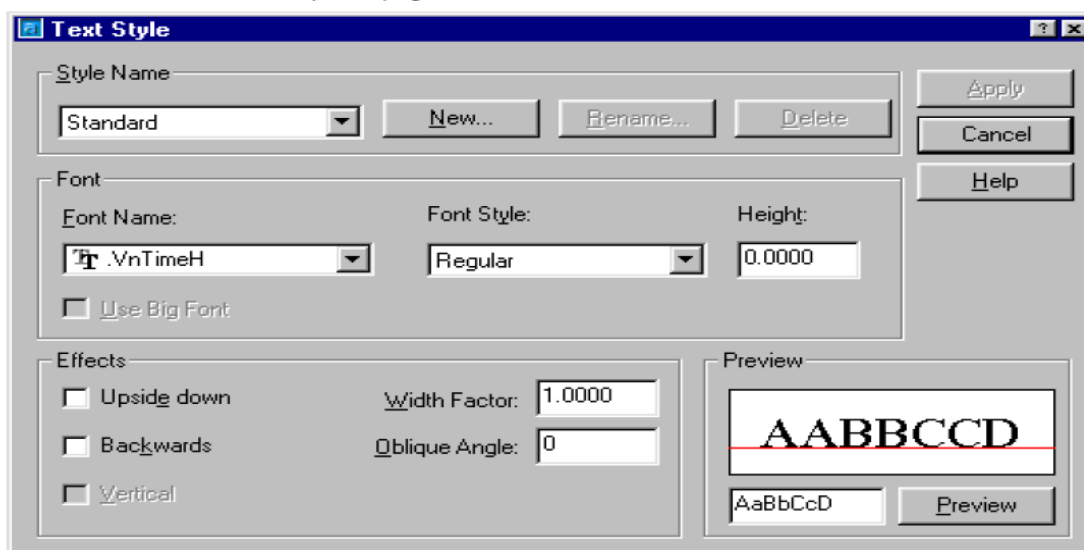 Text Style
Style Name
Standard
New...
Rename...
Delete
Apply
Cancel
Help
Font
Font Name:
Font Style:
Height:
.VnTimeH
Regular
0.0000
Use Big Font
Effects
Upside down
Width Factor:
1.0000
Backwards
Oblique Angle:
0
Vertical
Preview
AABBCCD
AaBbCcD
Preview